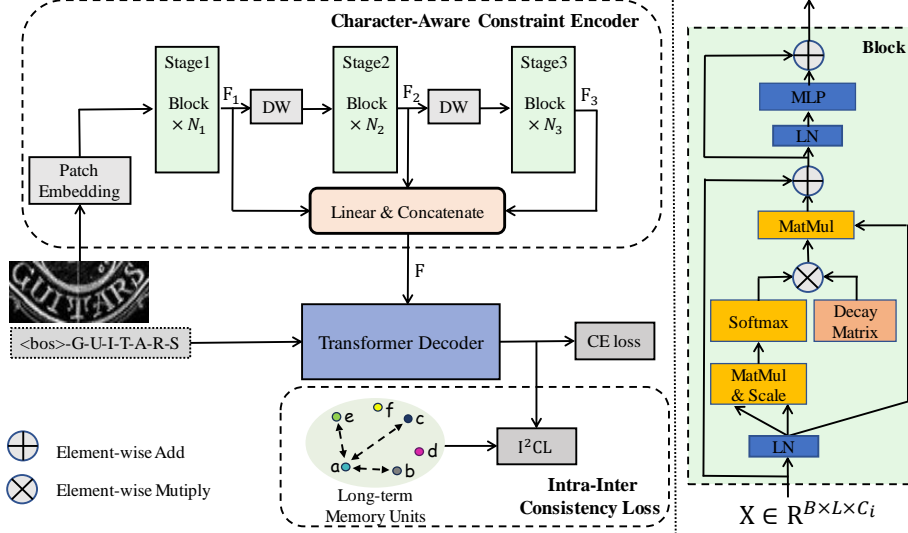 Character-Aware Constraint Encoder
Stage1
Block
× N₁
F₁
DW
Stage2
Block
× N₂
F₂
DW
Stage3
Block
× N₃
F₃
Patch
Embedding
Linear & Concatenate
F
GUITARS
<bos>-G-U-I-T-A-R-S
Transformer Decoder
CE loss
e
f
c
d
a
b
Long-term
Memory Units
I²CL
Intra-Inter
Consistency Loss
Element-wise Add
Element-wise Mutiply
Block
MLP
LN
MatMul
Softmax
Decay
Matrix
MatMul
& Scale
LN
X ∈ R^{B×L×C_i}